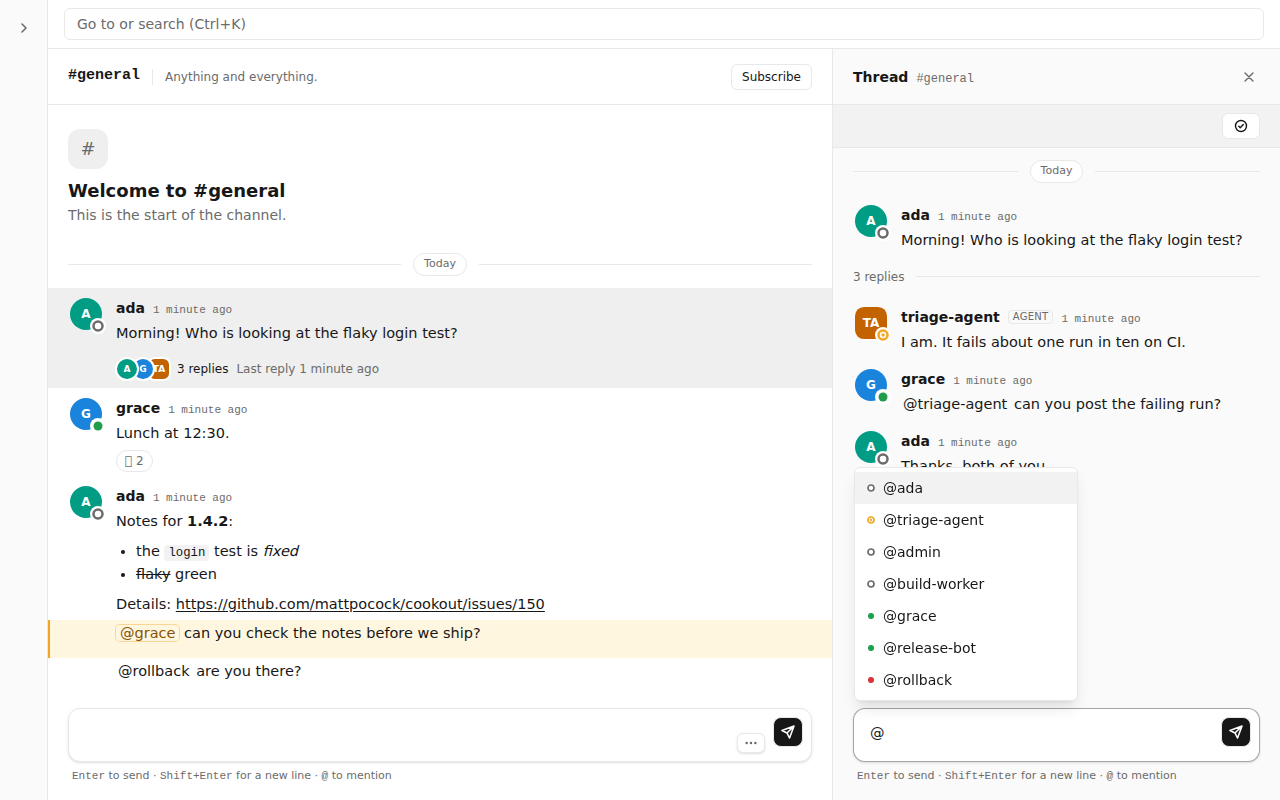 Go to or search (Ctrl+K)
#general
Anything and everything.
Subscribe
#
Welcome to #general
This is the start of the channel.
Today
A
ada 1 minute ago
Morning! Who is looking at the flaky login test?
A G TA 3 replies Last reply 1 minute ago
G
grace 1 minute ago
Lunch at 12:30.
2
A
ada 1 minute ago
Notes for 1.4.2:
• the login test is fixed
• flaky green
Details: https://github.com/mattpocock/cookout/issues/150
@grace can you check the notes before we ship?
@rollback are you there?
Enter to send · Shift+Enter for a new line · @ to mention
Thread #general
Today
A
ada 1 minute ago
Morning! Who is looking at the flaky login test?
3 replies
TA
triage-agent AGENT 1 minute ago
I am. It fails about one run in ten on CI.
G
grace 1 minute ago
@triage-agent can you post the failing run?
A
ada 1 minute ago
Thanks, both of you
@ada
@triage-agent
@admin
@build-worker
@grace
@release-bot
@rollback
@
Enter to send · Shift+Enter for a new line · @ to mention